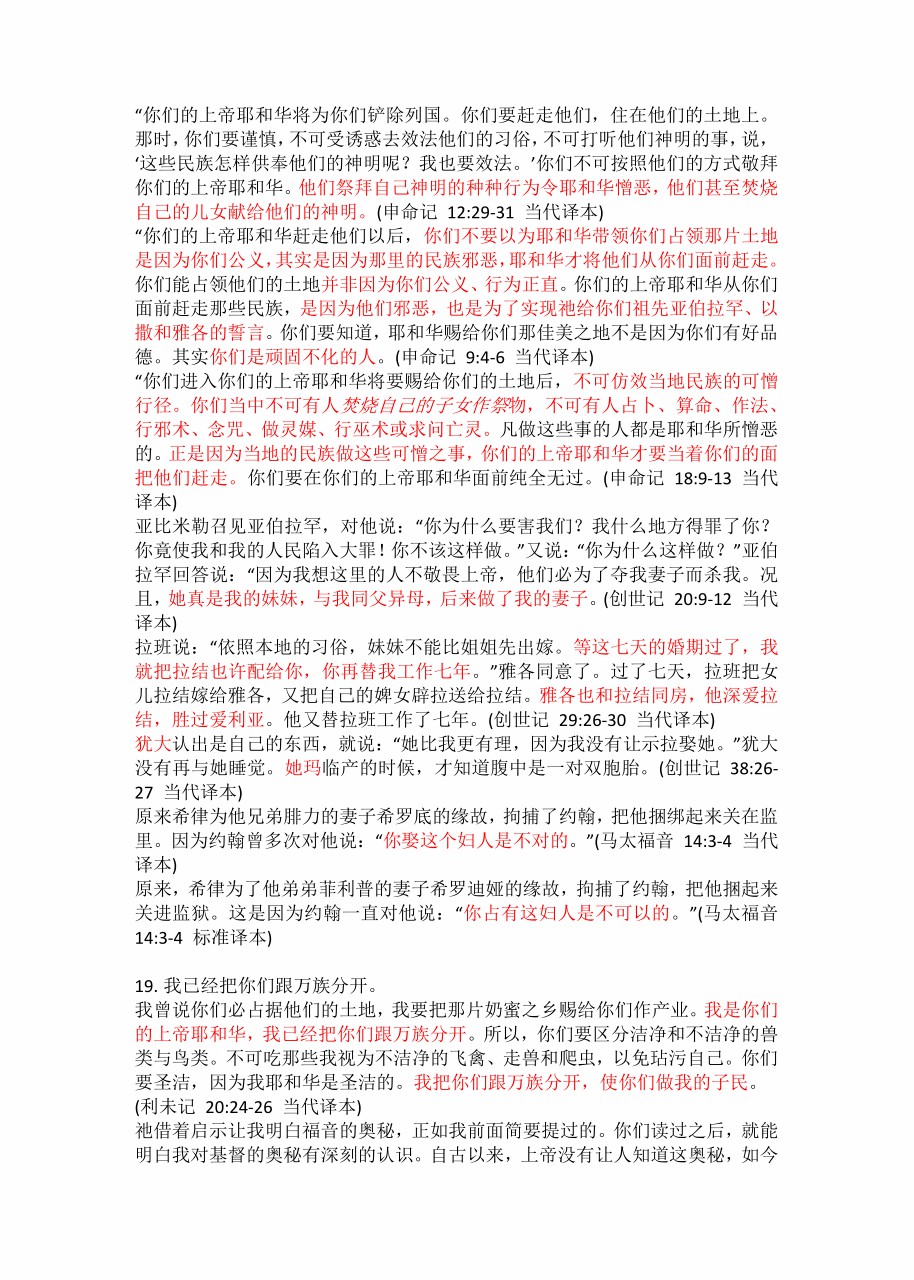 “你们的上帝耶和华将为你们铲除列国。你们要赶走他们，住在他们的土地上。
那时，你们要谨慎，不可受诱惑去效法他们的习俗，不可打听他们神明的事，说，
‘这些民族怎样供奉他们的神明呢？我也要效法。’你们不可按照他们的方式敬拜
你们的上帝耶和华。他们祭拜自己神明的种种行为令耶和华憎恶，他们甚至焚烧
自己的儿女献给他们的神明。(申命记 12:29-31 当代译本)
“你们的上帝耶和华赶走他们以后，你们不要以为耶和华带领你们占领那片土地
是因为你们公义，其实是因为那里的民族邪恶，耶和华才将他们从你们面前赶走。
你们能占领他们的土地并非因为你们公义、行为正直。你们的上帝耶和华从你们
面前赶走那些民族，是因为他们邪恶，也是为了实现祂给你们祖先亚伯拉罕、以
撒和雅各的誓言。你们要知道，耶和华赐给你们那佳美之地不是因为你们有好品
德。其实你们是顽固不化的人。(申命记 9:4-6 当代译本)
“你们进入你们的上帝耶和华将要赐给你们的土地后，不可仿效当地民族的可憎
行径。你们当中不可有人焚烧自己的子女作祭物，不可有人占卜、算命、作法、
行邪术、念咒、做灵媒、行巫术或求问亡灵。凡做这些事的人都是耶和华所憎恶
的。正是因为当地的民族做这些可憎之事，你们的上帝耶和华才要当着你们的面
把他们赶走。你们要在你们的上帝耶和华面前纯全无过。(申命记 18:9-13 当代
译本)
亚比米勒召见亚伯拉罕，对他说：“你为什么要害我们？我什么地方得罪了你？
你竟使我和我的人民陷入大罪！你不该这样做。”又说：“你为什么这样做？”亚伯
拉罕回答说：“因为我想这里的人不敬畏上帝，他们必为了夺我妻子而杀我。况
且，她真是我的妹妹，与我同父异母，后来做了我的妻子。(创世记 20:9-12 当代
译本)
拉班说：“依照本地的习俗，妹妹不能比姐姐先出嫁。等这七天的婚期过了，我
就把拉结也许配给你，你再替我工作七年。”雅各同意了。过了七天，拉班把女
儿拉结嫁给雅各，又把自己的婢女辟拉送给拉结。雅各也和拉结同房，他深爱拉
结，胜过爱利亚。他又替拉班工作了七年。(创世记 29:26-30 当代译本)
犹大认出是自己的东西，就说：“她比我更有理，因为我没有让示拉娶她。”犹大
没有再与她睡觉。她玛临产的时候，才知道腹中是一对双胞胎。(创世记 38:26-
27 当代译本)
原来希律为他兄弟腓力的妻子希罗底的缘故，拘捕了约翰，把他捆绑起来关在监
里。因为约翰曾多次对他说：“你娶这个妇人是不对的。”(马太福音 14:3-4 当代
译本)
原来，希律为了他弟弟菲利普的妻子希罗迪娅的缘故，拘捕了约翰，把他捆起来
关进监狱。这是因为约翰一直对他说：“你占有这妇人是不可以的。”(马太福音
14:3-4 标准译本)
19. 我已经把你们跟万族分开。
我曾说你们必占据他们的土地，我要把那片奶蜜之乡赐给你们作产业。我是你们
的上帝耶和华，我已经把你们跟万族分开。所以，你们要区分洁净和不洁净的兽
类与鸟类。不可吃那些我视为不洁净的飞禽、走兽和爬虫，以免玷污自己。你们
要圣洁，因为我耶和华是圣洁的。我把你们跟万族分开，使你们做我的子民。
(利未记 20:24-26 当代译本)
祂借着启示让我明白福音的奥秘，正如我前面简要提过的。你们读过之后，就能
明白我对基督的奥秘有深刻的认识。自古以来，上帝没有让人知道这奥秘，如今